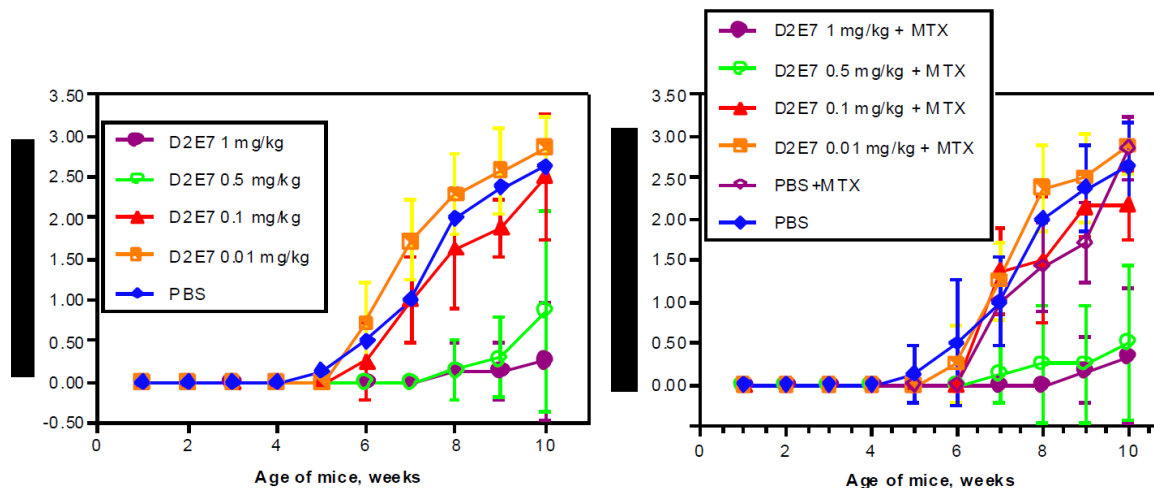 3.50
3.00
2.50
2.00
1.50
1.00
0.50
0.00
-0.50
0
2
4
6
8
10
Age of mice, weeks
D2E7 1 mg/kg
D2E7 0.5 mg/kg
D2E7 0.1 mg/kg
D2E7 0.01 mg/kg
PBS
D2E7 1 mg/kg + MTX
D2E7 0.5 mg/kg + MTX
D2E7 0.1 mg/kg + MTX
D2E7 0.01 mg/kg + MTX
PBS +MTX
PBS
3.50
3.00
2.50
2.00
1.50
1.00
0.50
0.00
0
2
4
6
8
10
Age of mice, weeks